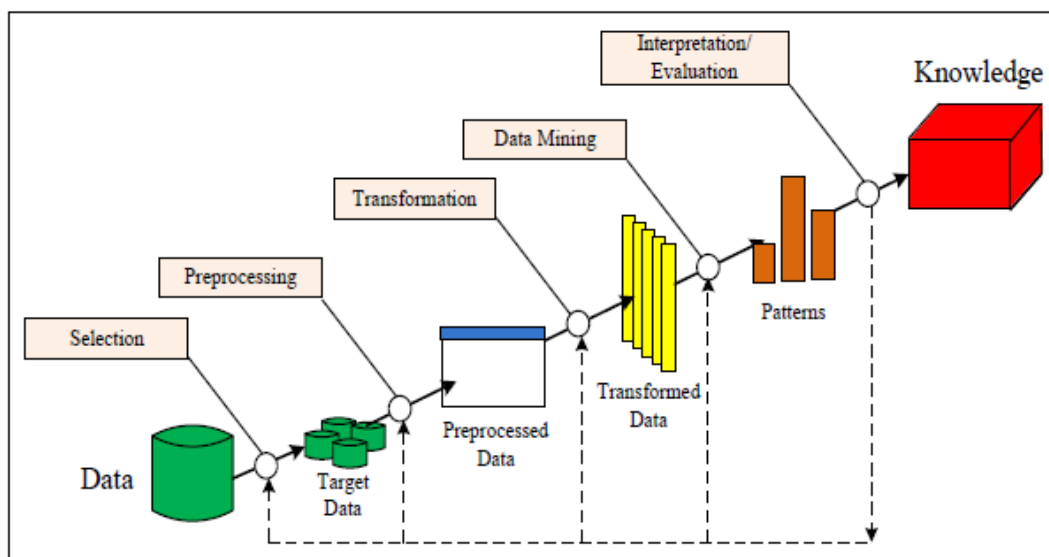 Interpretation/
Evaluation
Knowledge
Data Mining
Transformation
Preprocessing
Patterns
Selection
Transformed
Data
Preprocessed
Data
Data
Target
Data